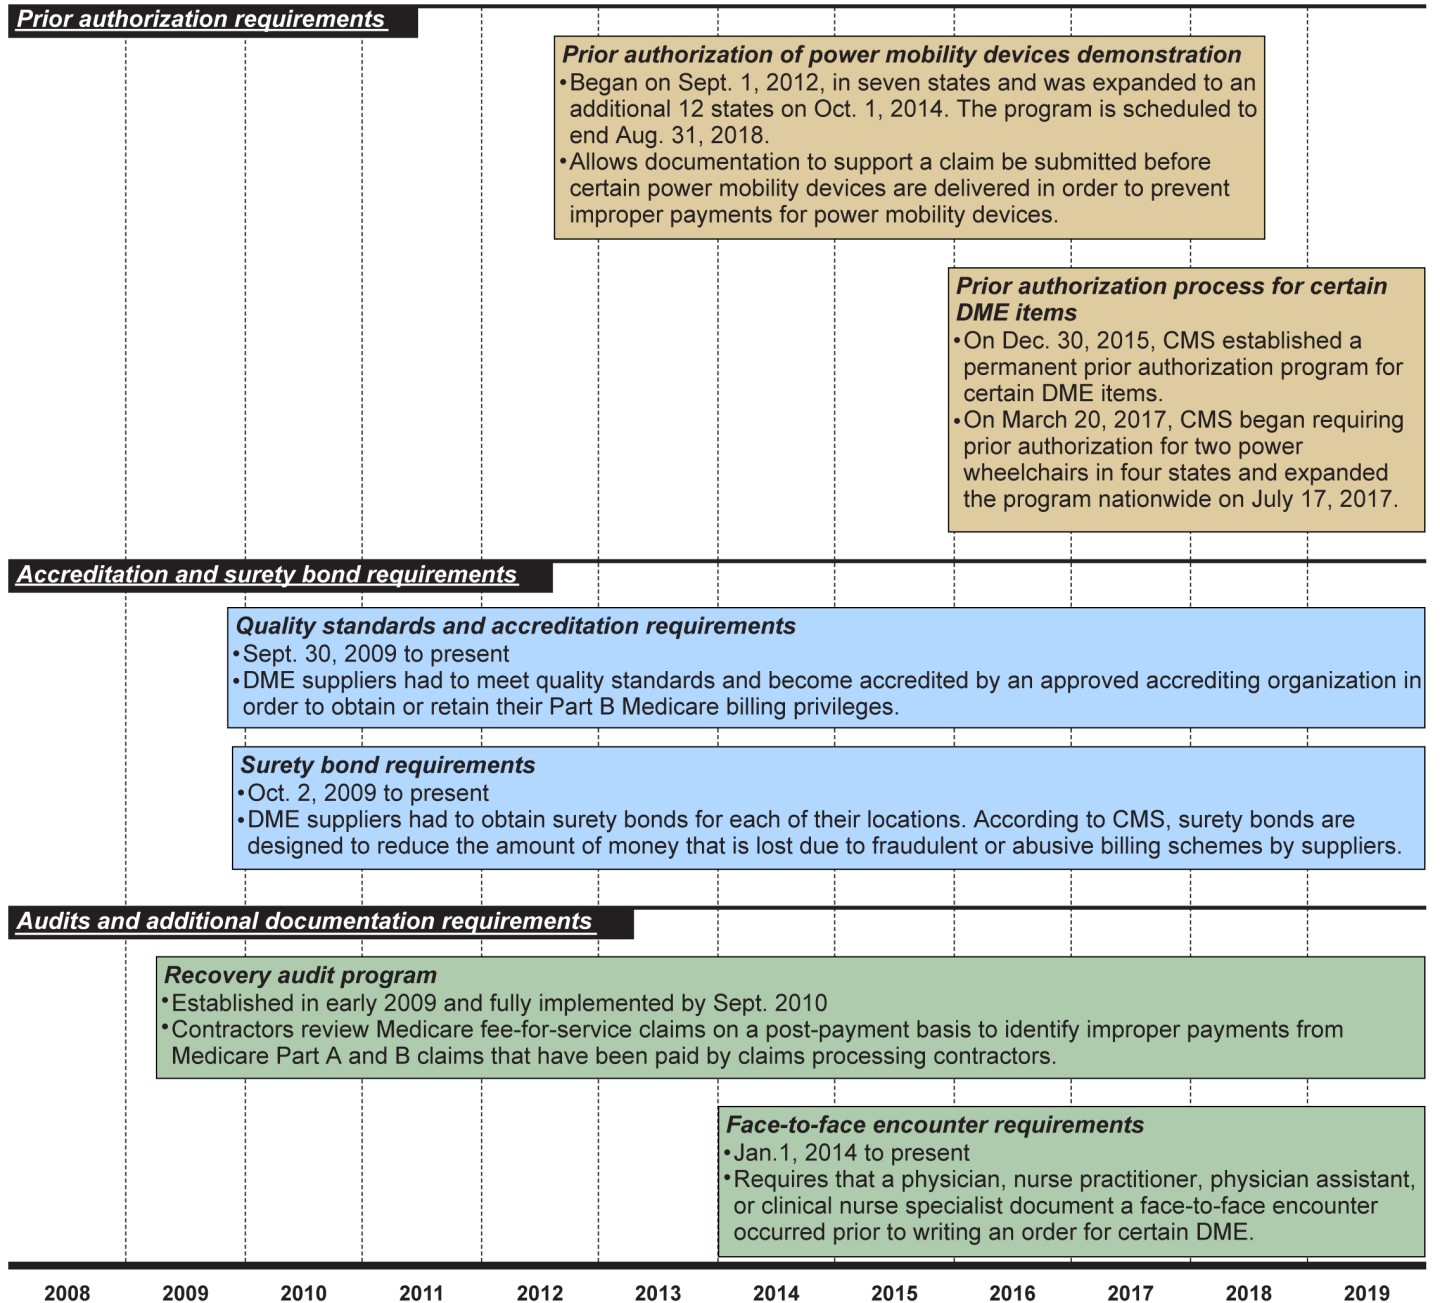 Prior authorization requirements
Prior authorization of power mobility devices demonstration
•Began on Sept. 1, 2012, in seven states and was expanded to an
additional 12 states on Oct. 1, 2014. The program is scheduled to
end Aug. 31, 2018.
•Allows documentation to support a claim be submitted before
certain power mobility devices are delivered in order to prevent
improper payments for power mobility devices.
Prior authorization process for certain
DME items
•On Dec. 30, 2015, CMS established a
permanent prior authorization program for
certain DME items.
•On March 20, 2017, CMS began requiring
prior authorization for two power
wheelchairs in four states and expanded
the program nationwide on July 17, 2017.
Accreditation and surety bond requirements
Quality standards and accreditation requirements
•Sept. 30, 2009 to present
•DME suppliers had to meet quality standards and become accredited by an approved accrediting organization in
order to obtain or retain their Part B Medicare billing privileges.
Surety bond requirements
•Oct. 2, 2009 to present
•DME suppliers had to obtain surety bonds for each of their locations. According to CMS, surety bonds are
designed to reduce the amount of money that is lost due to fraudulent or abusive billing schemes by suppliers.
Audits and additional documentation requirements
Recovery audit program
•Established in early 2009 and fully implemented by Sept. 2010
•Contractors review Medicare fee-for-service claims on a post-payment basis to identify improper payments from
Medicare Part A and B claims that have been paid by claims processing contractors.
Face-to-face encounter requirements
•Jan.1, 2014 to present
•Requires that a physician, nurse practitioner, physician assistant,
or clinical nurse specialist document a face-to-face encounter
occurred prior to writing an order for certain DME.
2008 2009 2010 2011 2012 2013 2014 2015 2016 2017 2018 2019